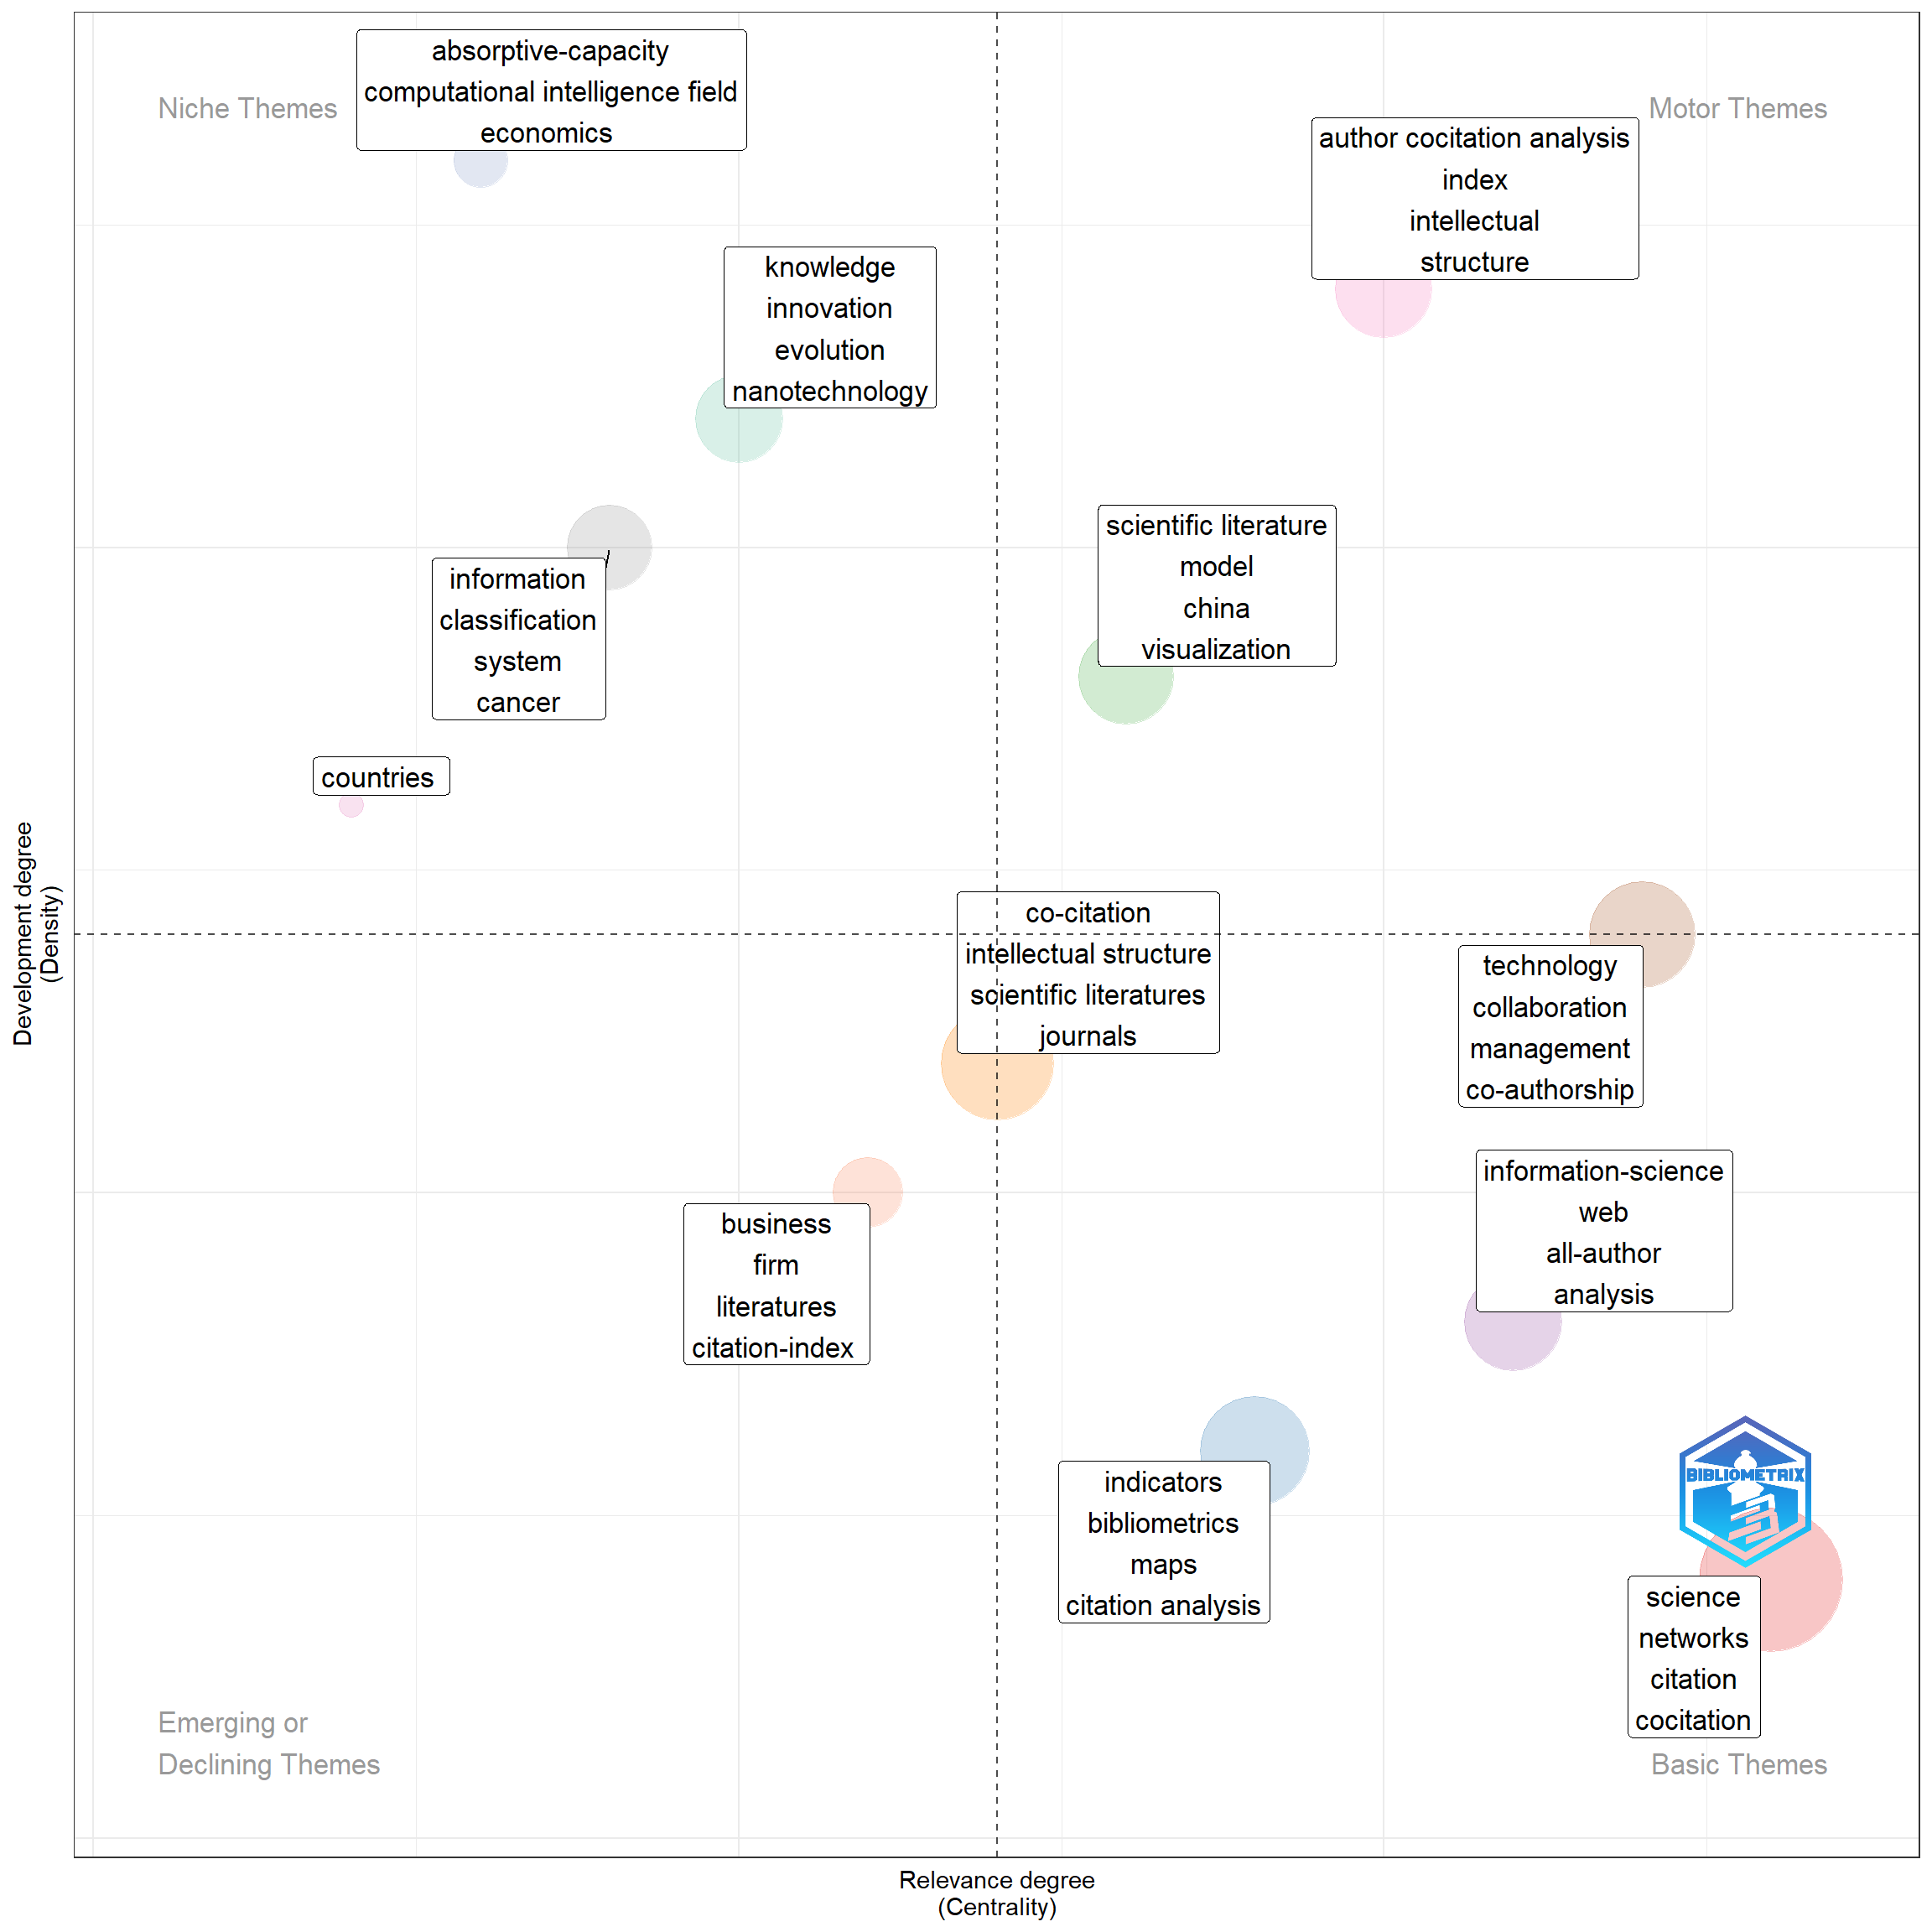 absorptive-capacity
computational intelligence field
economics
Niche Themes
Motor Themes
author cocitation analysis
index
intellectual
structure
knowledge
innovation
evolution
nanotechnology
scientific literature
model
china
visualization
information
classification
system
cancer
countries
co-citation
intellectual structure
scientific literatures
journals
technology
collaboration
management
co-authorship
information-science
web
all-author
analysis
business
firm
literatures
citation-index
indicators
bibliometrics
maps
citation analysis
BIBLIOMETRIX
science
networks
citation
cocitation
Emerging or
Declining Themes
Basic Themes
Development degree
(Density)
Relevance degree
(Centrality)